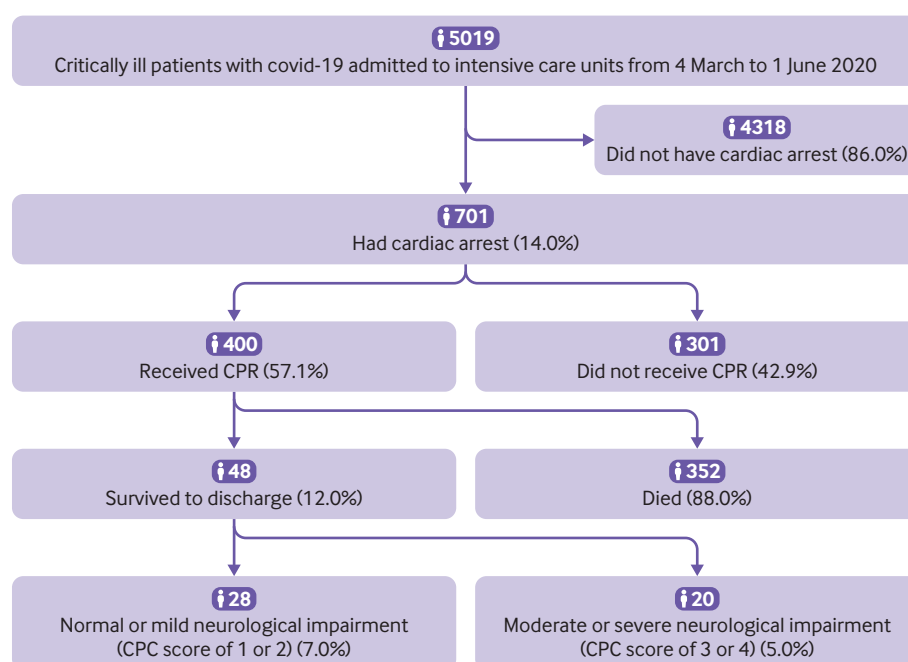 5019
Critically ill patients with covid-19 admitted to intensive care units from 4 March to 1 June 2020
4318
Did not have cardiac arrest (86.0%)
701
Had cardiac arrest (14.0%)
400
Received CPR (57.1%)
301
Did not receive CPR (42.9%)
48
Survived to discharge (12.0%)
352
Died (88.0%)
28
Normal or mild neurological impairment
(CPC score of 1 or 2) (7.0%)
20
Moderate or severe neurological impairment
(CPC score of 3 or 4) (5.0%)